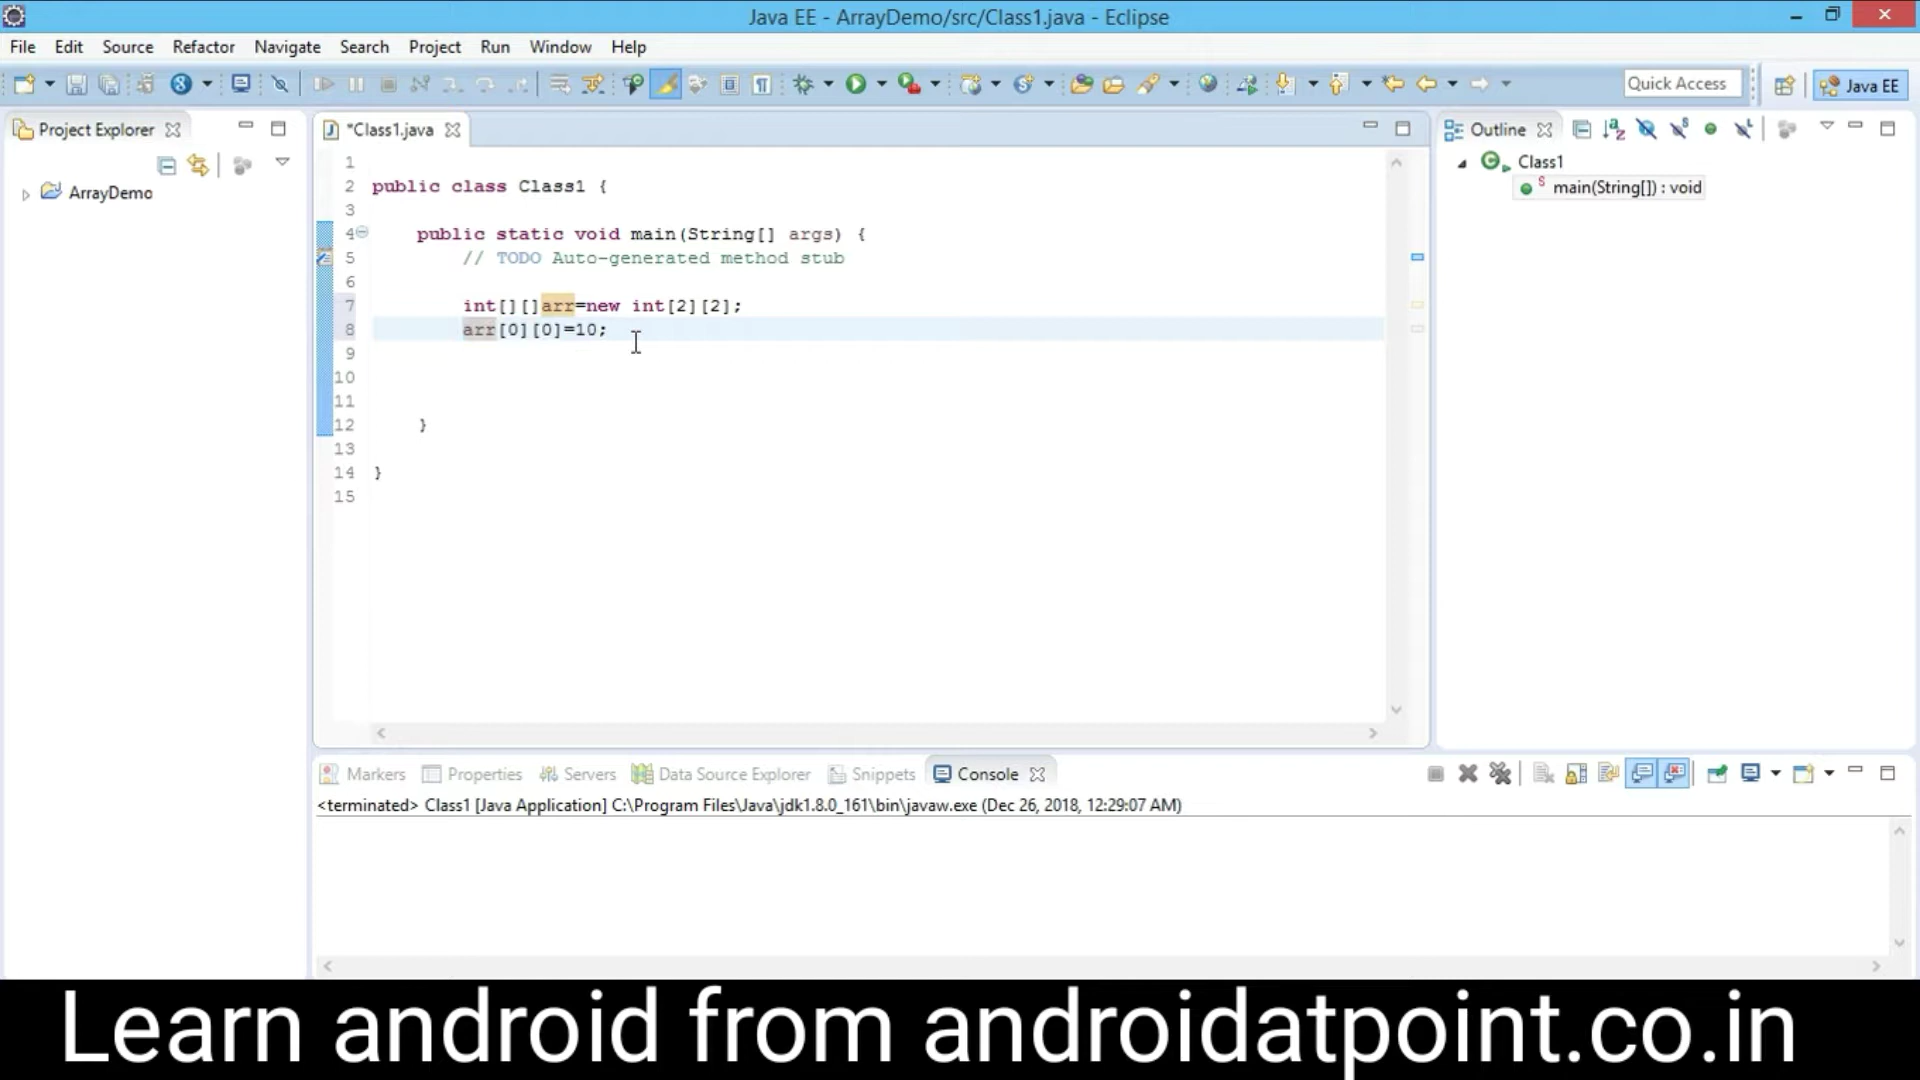 Java EE - ArrayDemo/src/Class1.java - Eclipse
File Edit Source Refactor Navigate Search Project Run Window Help
Quick Access
Java EE
Project Explorer
ArrayDemo
*Class1.java
1
2 public class Class1 {
3
4 public static void main(String[] args) {
5 // TODO Auto-generated method stub
6
7 int[][]arr=new int[2][2];
8 arr[0][0]=10;
9
10
11
12 }
13
14 }
15
Outline
Class1
main(String[]) : void
Markers Properties Servers Data Source Explorer Snippets Console
<terminated> Class1 [Java Application] C:\Program Files\Java\jdk1.8.0_161\bin\javaw.exe (Dec 26, 2018, 12:29:07 AM)
Learn android from androidatpoint.co.in